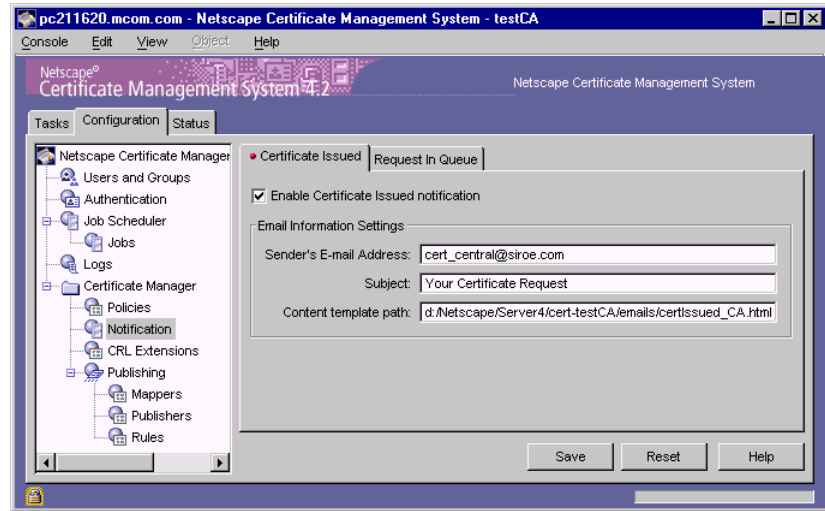 pc211620.mcom.com - Netscape Certificate Management System - testCA
Console Edit View Object Help
Netscape®
Certificate Management System 4.2
Netscape Certificate Management System
Tasks Configuration Status
Netscape Certificate Manager
Users and Groups
Authentication
Job Scheduler
Jobs
Logs
Certificate Manager
Policies
Notification
CRL Extensions
Publishing
Mappers
Publishers
Rules
Certificate Issued Request In Queue
Enable Certificate Issued notification
Email Information Settings
Sender's E-mail Address: cert_central@siroe.com
Subject: Your Certificate Request
Content template path: d:/Netscape/Server4/cert-testCA/emails/certIssued_CA.html
Save Reset Help